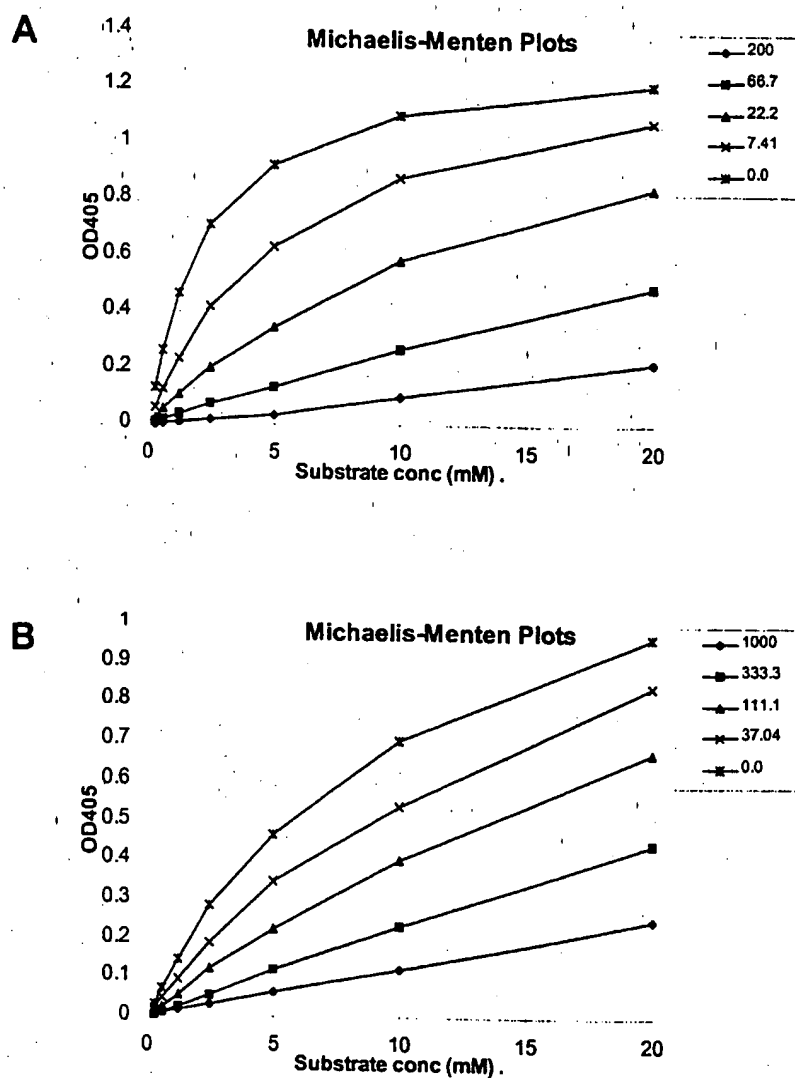 A
Michaelis-Menten Plots
1.4
1.2
1
0.8
0.6
0.4
0.2
0
OD405
0 5 10 15 20
Substrate conc (mM) .
200
66.7
22.2
7.41
0.0
B
Michaelis-Menten Plots
1
0.9
0.8
0.7
0.6
0.5
0.4
0.3
0.2
0.1
0
OD405
0 5 10 15 20
Substrate conc (mM) .
1000
333.3
111.1
37.04
0.0